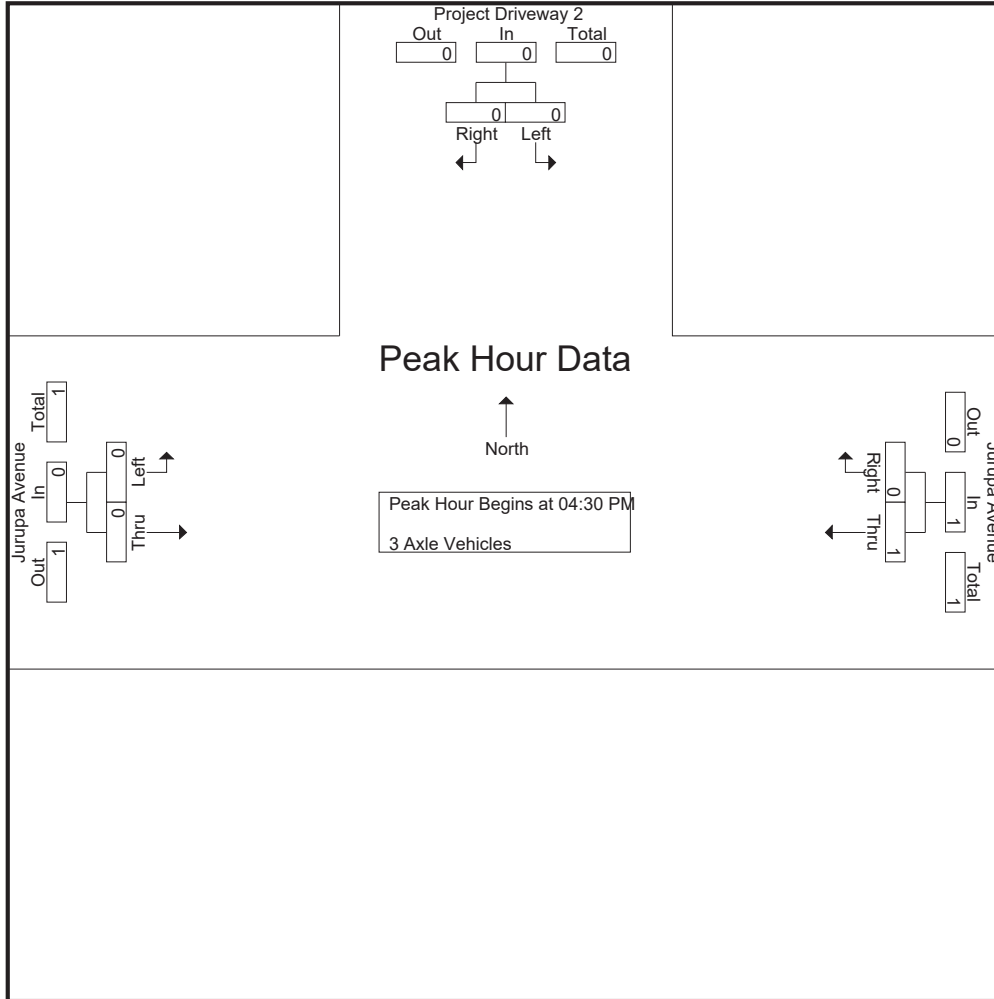 Project Driveway 2
Out In Total
0 0 0
0 0
Right Left
Peak Hour Data
North
Peak Hour Begins at 04:30 PM
3 Axle Vehicles
Jurupa Avenue
Out In Total
1 0 1
Left
0
Thru
0
Jurupa Avenue
Out In Total
0 1 1
Right Thru
0 1